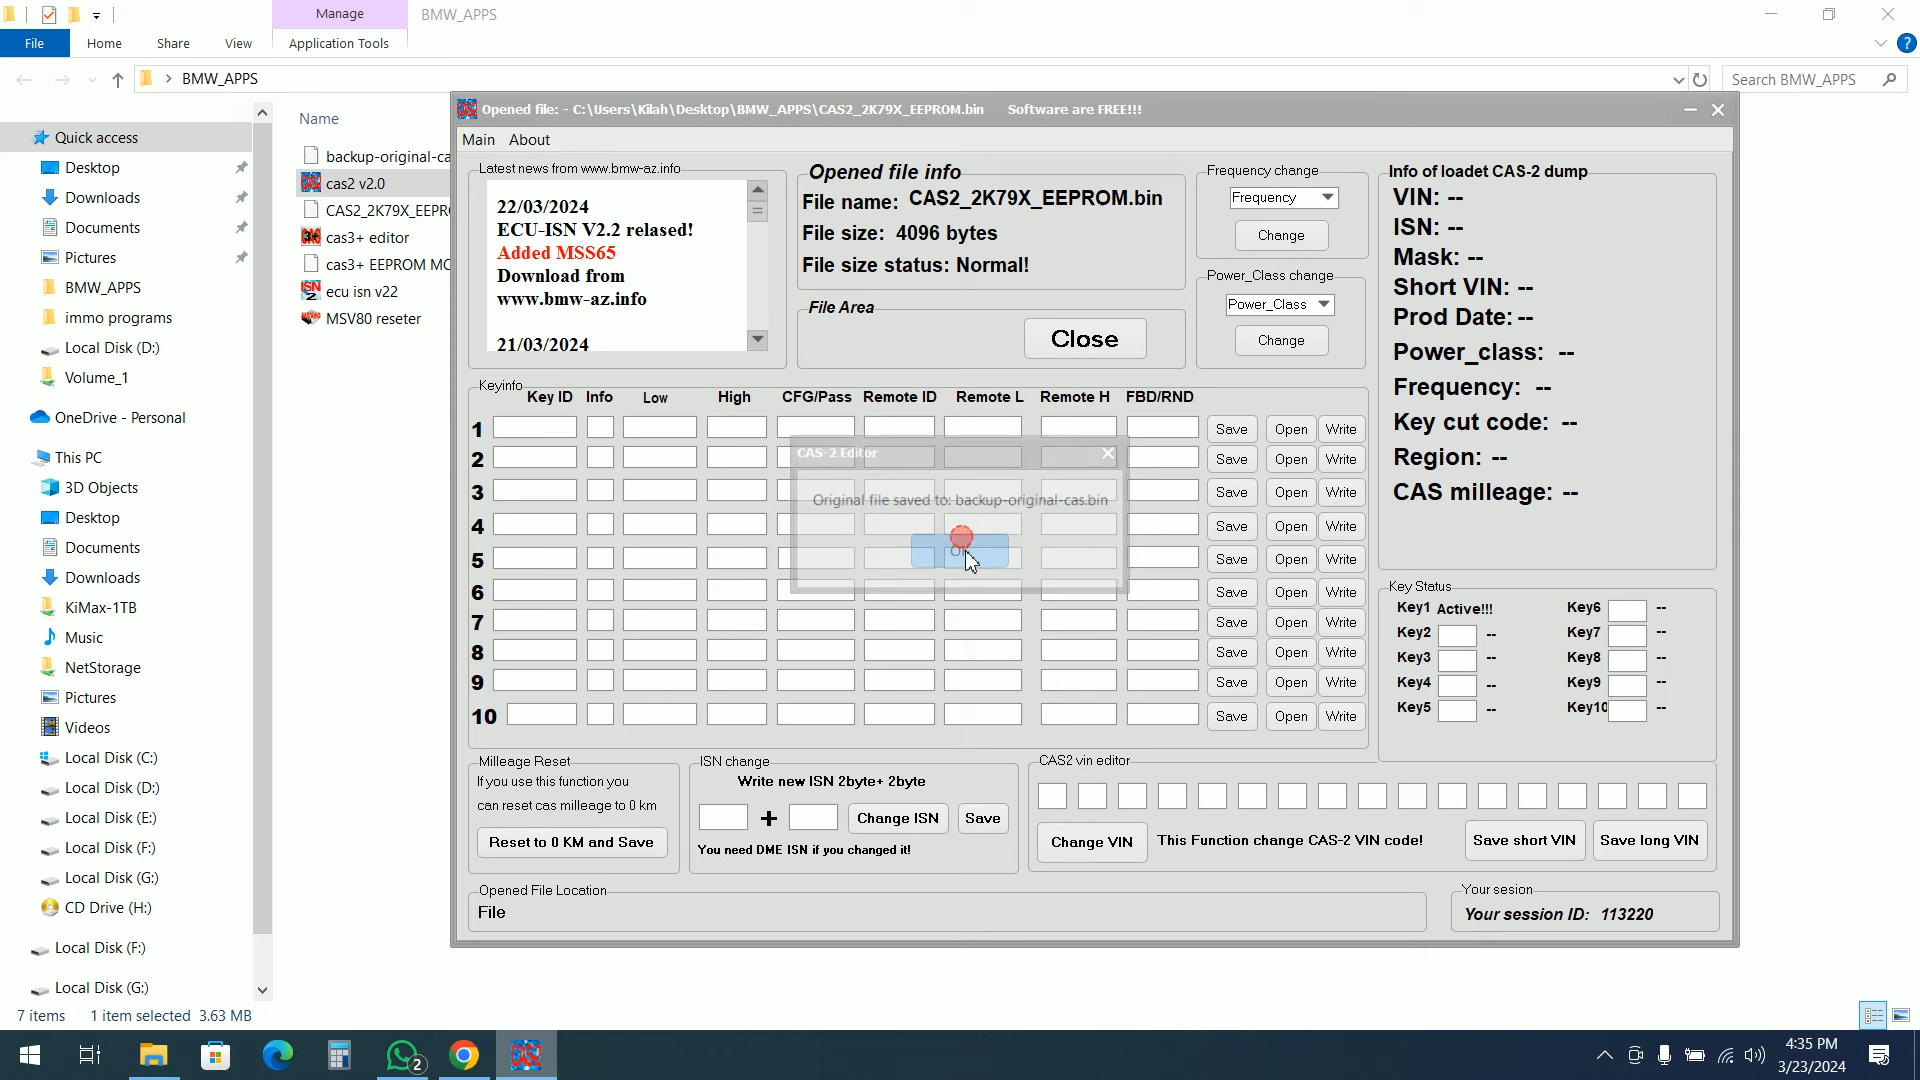 Manage
BMW_APPS
File
Home
Share
View
Application Tools
BMW_APPS
Search BMW_APPS
Quick access
Desktop
Downloads
Documents
Pictures
BMW_APPS
immo programs
Local Disk (D:)
Volume_1
OneDrive - Personal
This PC
3D Objects
Desktop
Documents
Downloads
KiMax-1TB
Music
NetStorage
Pictures
Videos
Local Disk (C:)
Local Disk (D:)
Local Disk (E:)
Local Disk (F:)
Local Disk (G:)
CD Drive (H:)
Local Disk (F:)
Local Disk (G:)
7 items
1 item selected 3.63 MB
Name
backup-original-ca
cas2 v2.0
CAS2_2K79X_EEPR
cas3+ editor
cas3+ EEPROM MC
ecu isn v22
MSV80 reseter
Opened file: - C:\Users\Kilah\Desktop\BMW_APPS\CAS2_2K79X_EEPROM.bin Software are FREE!!!
Main About
Latest news from www.bmw-az.info
22/03/2024
ECU-ISN V2.2 relased!
Added MSS65
Download from
www.bmw-az.info
21/03/2024
Opened file info
File name: CAS2_2K79X_EEPROM.bin
File size: 4096 bytes
File size status: Normal!
File Area
Close
Frequency change
Frequency
Change
Power_Class change
Power_Class
Change
Info of loadet CAS-2 dump
VIN: --
ISN: --
Mask: --
Short VIN: --
Prod Date: --
Power_class: --
Frequency: --
Key cut code: --
Region: --
CAS milleage: --
Keyinfo
Key ID Info Low High CFG/Pass Remote ID Remote L Remote H FBD/RND
1 Save Open Write
2 Save Open Write
3 Save Open Write
4 Save Open Write
5 Save Open Write
6 Save Open Write
7 Save Open Write
8 Save Open Write
9 Save Open Write
10 Save Open Write
CAS-2 Editor
Original file saved to: backup-original-cas.bin
Key Status
Key1 Active!!! Key6 --
Key2 -- Key7 --
Key3 -- Key8 --
Key4 -- Key9 --
Key5 -- Key10 --
Milleage Reset
If you use this function you
can reset cas milleage to 0 km
Reset to 0 KM and Save
ISN change
Write new ISN 2byte+ 2byte
+ Change ISN Save
You need DME ISN if you changed it!
CAS2 vin editor
Change VIN This Function change CAS-2 VIN code! Save short VIN Save long VIN
Opened File Location
File
Your sesion
Your session ID: 113220
2
4:35 PM
3/23/2024